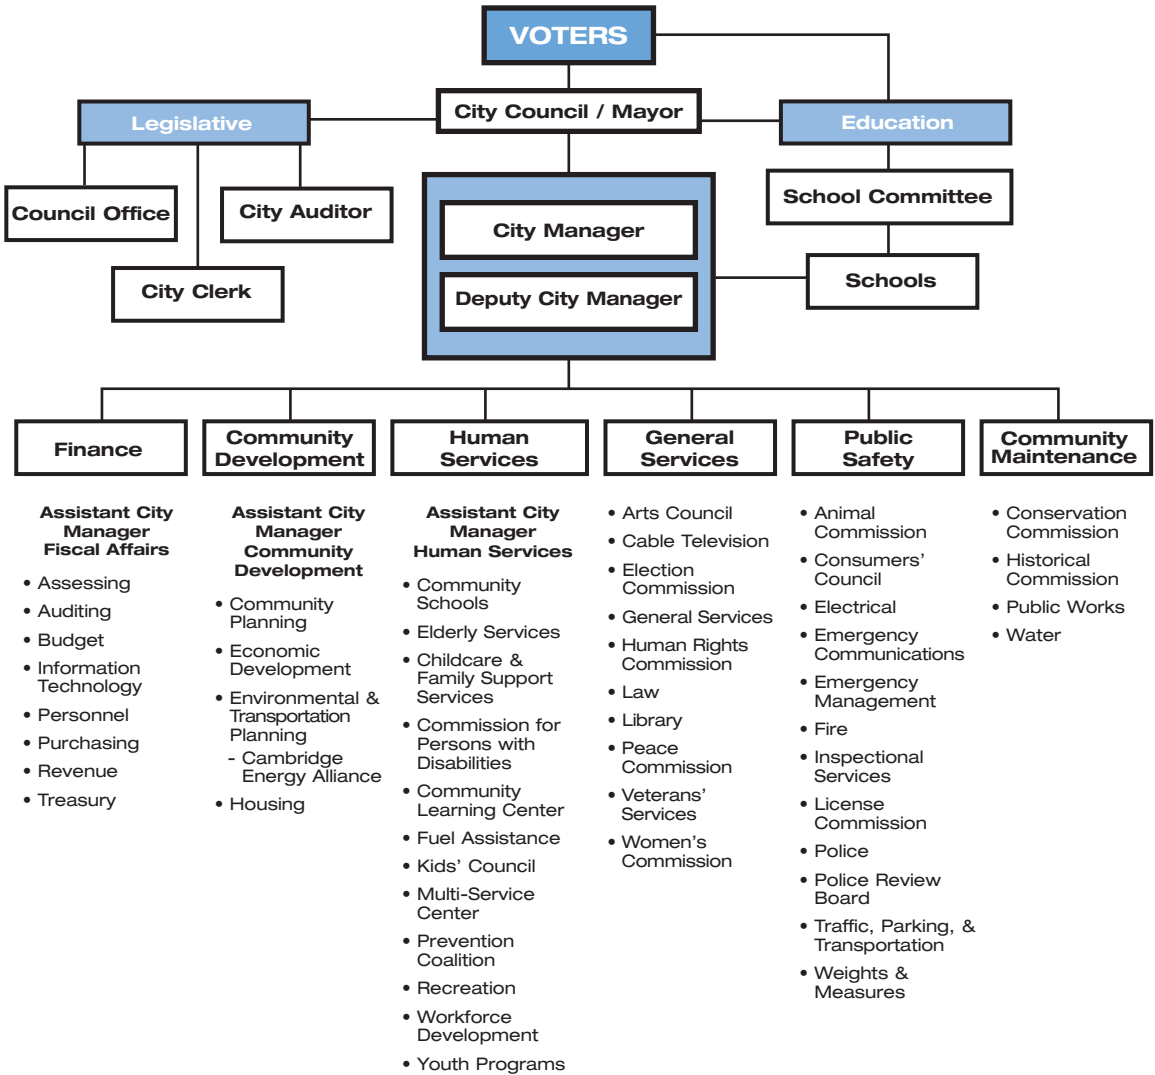 VOTERS
City Council / Mayor
Legislative
Education
Council Office
City Auditor
City Clerk
School Committee
Schools
City Manager
Deputy City Manager
Finance
Assistant City
Manager
Fiscal Affairs
• Assessing
• Auditing
• Budget
• Information
Technology
• Personnel
• Purchasing
• Revenue
• Treasury
Community
Development
Assistant City
Manager
Community
Development
• Community
Planning
• Economic
Development
• Environmental &
Transportation
Planning
- Cambridge
Energy Alliance
• Housing
Human
Services
Assistant City
Manager
Human Services
• Community
Schools
• Elderly Services
• Childcare &
Family Support
Services
• Commission for
Persons with
Disabilities
• Community
Learning Center
• Fuel Assistance
• Kids’ Council
• Multi-Service
Center
• Prevention
Coalition
• Recreation
• Workforce
Development
• Youth Programs
General
Services
• Arts Council
• Cable Television
• Election
Commission
• General Services
• Human Rights
Commission
• Law
• Library
• Peace
Commission
• Veterans’
Services
• Women’s
Commission
Public
Safety
• Animal
Commission
• Consumers’
Council
• Electrical
• Emergency
Communications
• Emergency
Management
• Fire
• Inspectional
Services
• License
Commission
• Police
• Police Review
Board
• Traffic, Parking, &
Transportation
• Weights &
Measures
Community
Maintenance
• Conservation
Commission
• Historical
Commission
• Public Works
• Water